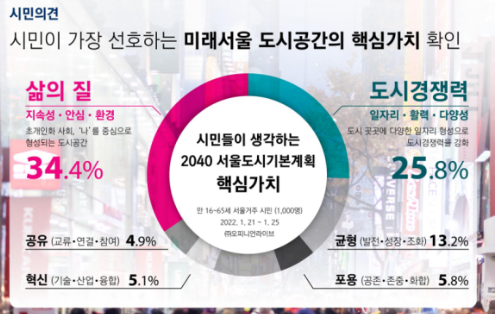 시민의견
시민이 가장 선호하는 미래서울 도시공간의 핵심가치 확인
삶의 질
지속성·안심·환경
초개인화 사회, '나'를 중심으로
형성되는 도시공간
34.4%
도시경쟁력
일자리·활력·다양성
도시 곳곳에 다양한 일자리 형성으로
도시경쟁력을 강화
25.8%
시민들이 생각하는
2040 서울도시기본계획
핵심가치
만 16~65세 서울거주 시민 (1,000명)
2022. 1. 21 ~ 1. 25
㈜오피니언라이브
공유 (교류·연결·참여) 4.9%
균형 (발전·성장·조화) 13.2%
혁신 (기술·산업·융합) 5.1%
포용 (공존·존중·화합) 5.8%